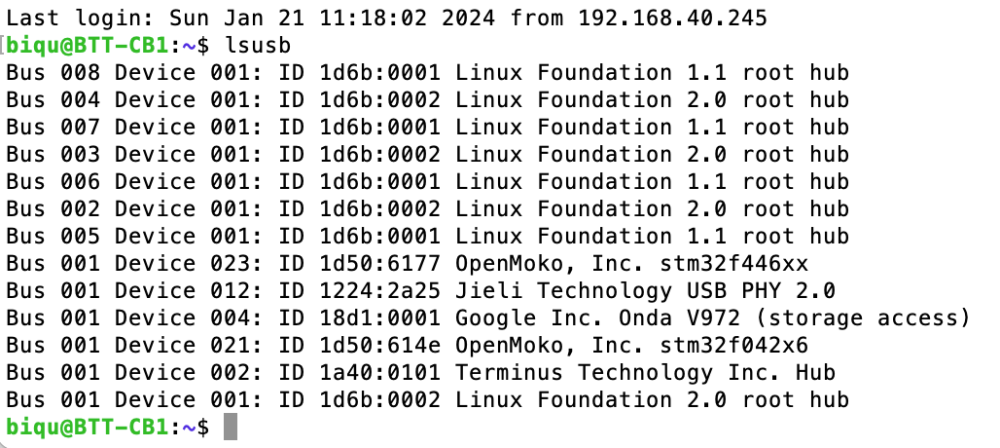 Last login: Sun Jan 21 11:18:02 2024 from 192.168.40.245
[biqu@BTT-CB1:~$ lsusb
Bus 008 Device 001: ID 1d6b:0001 Linux Foundation 1.1 root hub
Bus 004 Device 001: ID 1d6b:0002 Linux Foundation 2.0 root hub
Bus 007 Device 001: ID 1d6b:0001 Linux Foundation 1.1 root hub
Bus 003 Device 001: ID 1d6b:0002 Linux Foundation 2.0 root hub
Bus 006 Device 001: ID 1d6b:0001 Linux Foundation 1.1 root hub
Bus 002 Device 001: ID 1d6b:0002 Linux Foundation 2.0 root hub
Bus 005 Device 001: ID 1d6b:0001 Linux Foundation 1.1 root hub
Bus 001 Device 023: ID 1d50:6177 OpenMoko, Inc. stm32f446xx
Bus 001 Device 012: ID 1224:2a25 Jieli Technology USB PHY 2.0
Bus 001 Device 004: ID 18d1:0001 Google Inc. Onda V972 (storage access)
Bus 001 Device 021: ID 1d50:614e OpenMoko, Inc. stm32f042x6
Bus 001 Device 002: ID 1a40:0101 Terminus Technology Inc. Hub
Bus 001 Device 001: ID 1d6b:0002 Linux Foundation 2.0 root hub
biqu@BTT-CB1:~$